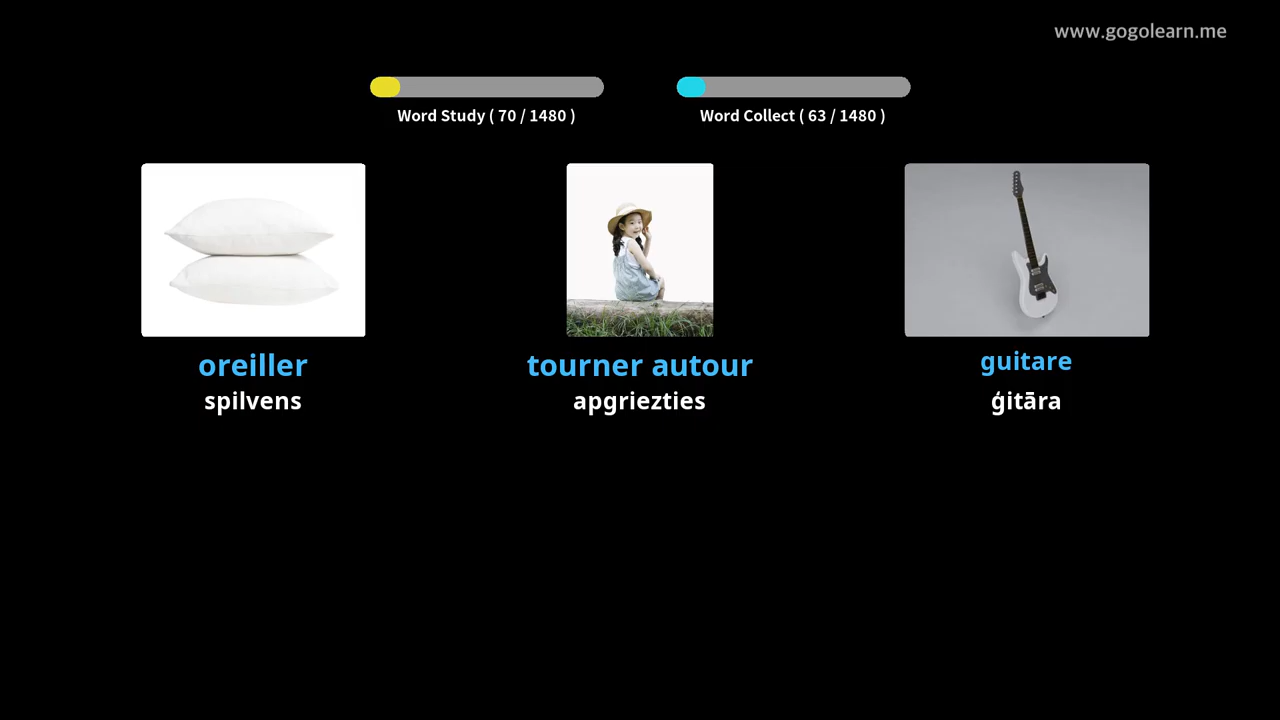 www.gogolearn.me
Word Study ( 70 / 1480 )
Word Collect ( 63 / 1480 )
oreiller
tourner autour
guitare
spilvens
apgriezties
ģitāra